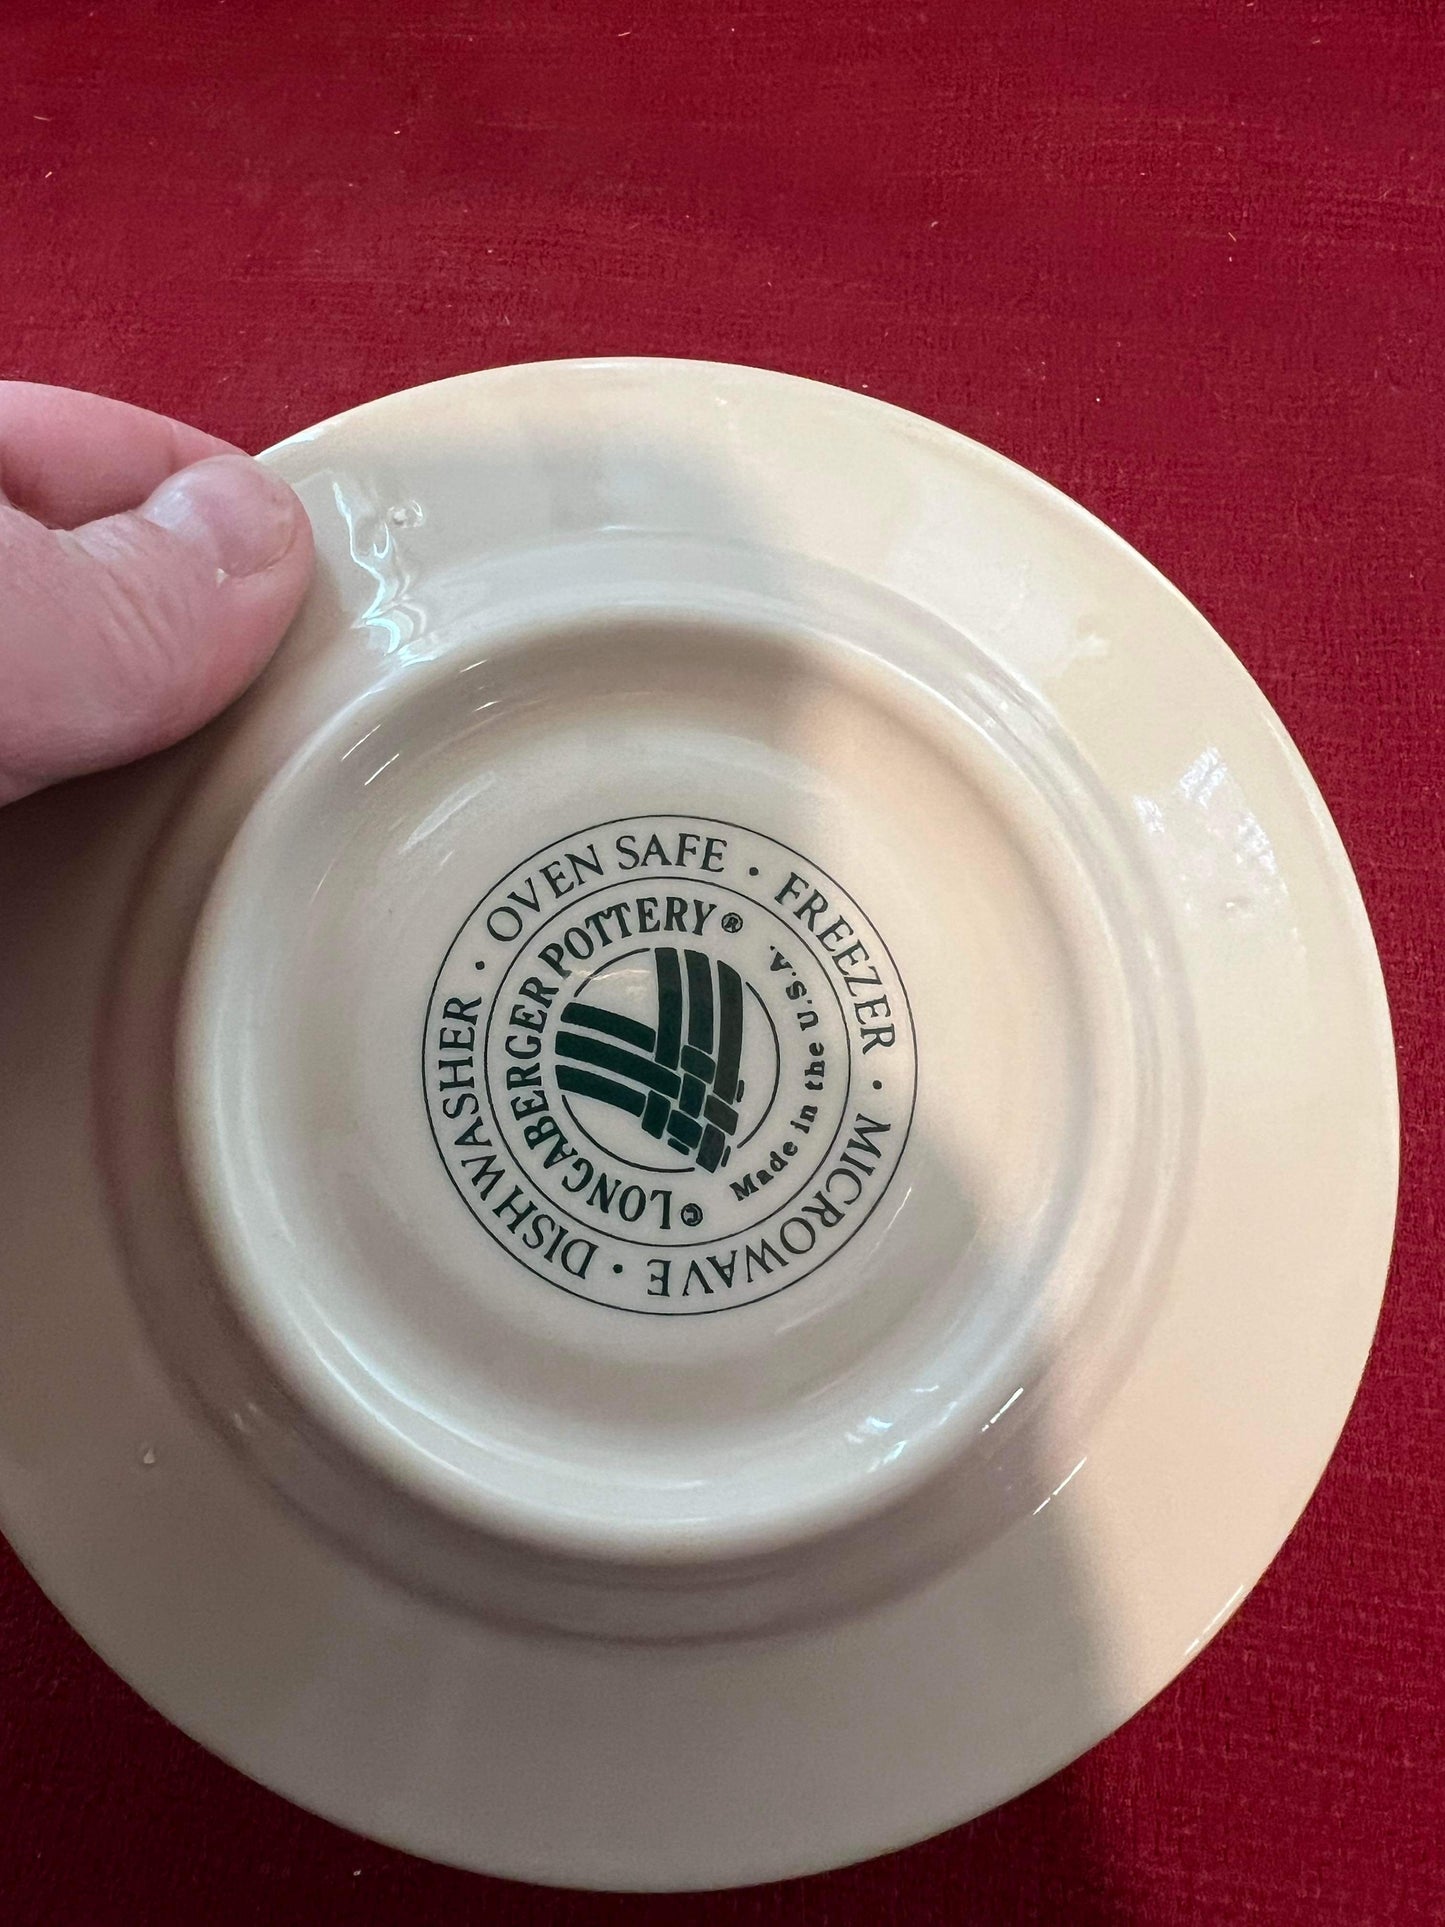 OVEN SAFE · FREEZER · MICROWAVE · DISHWASHER ·
© LONGABERGER POTTERY ®
Made in the U.S.A.